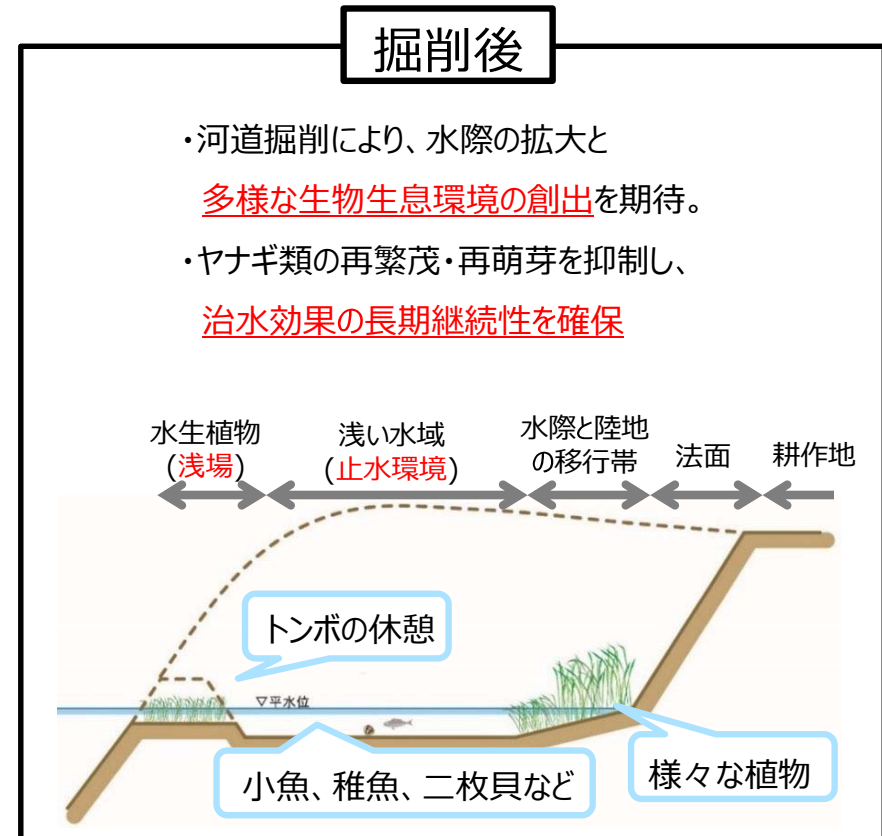 掘削後
・河道掘削により、水際の拡大と
多様な生物生息環境の創出を期待。
・ヤナギ類の再繁茂・再萌芽を抑制し、
治水効果の長期継続性を確保
水生植物
(浅場)
浅い水域
(止水環境)
水際と陸地
の移行帯
法面
耕作地
トンボの休憩
▽平水位
小魚、稚魚、二枚貝など
様々な植物